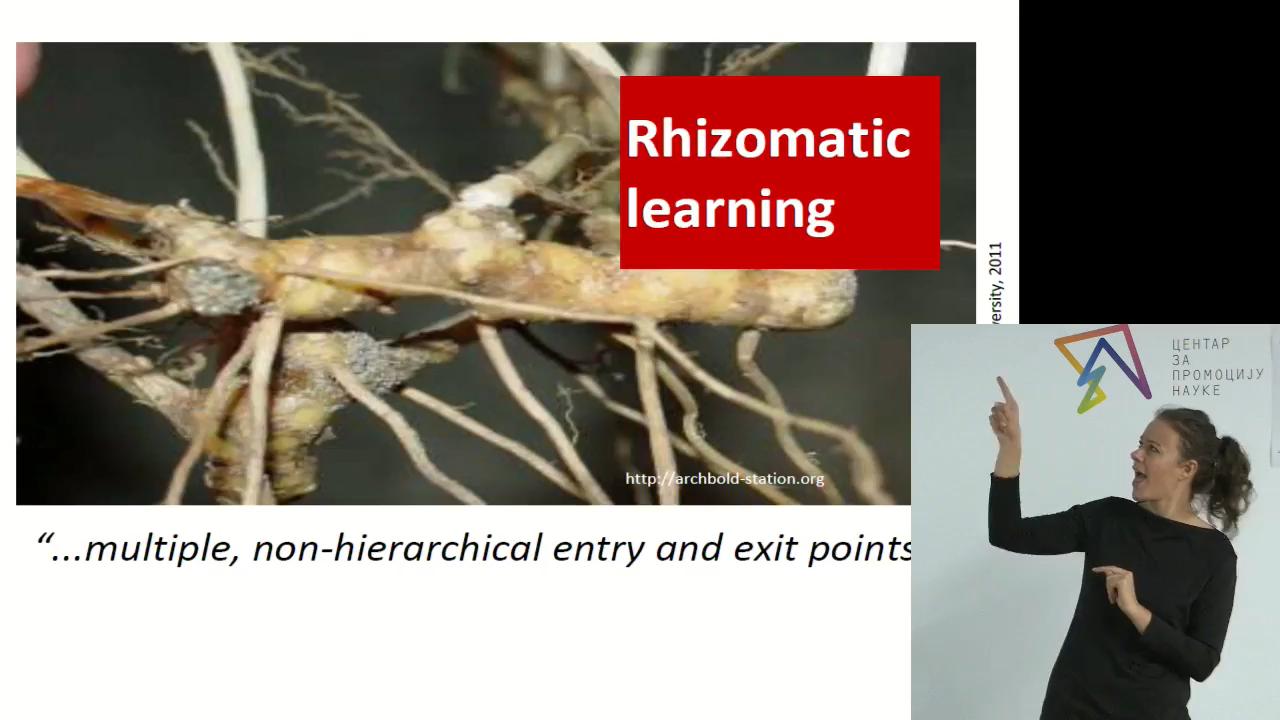 Rhizomatic
learning
versity, 2011
ЦЕНТАР
ЗА
ПРОМОЦИЈУ
НАУКЕ
http://archbold-station.org
“...multiple, non-hierarchical entry and exit points